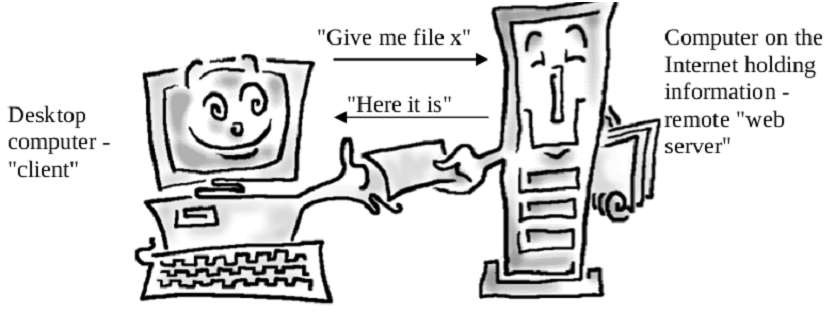 "Give me file x"
"Here it is"
Desktop
computer -
"client"
Computer on the
Internet holding
information -
remote "web
server"